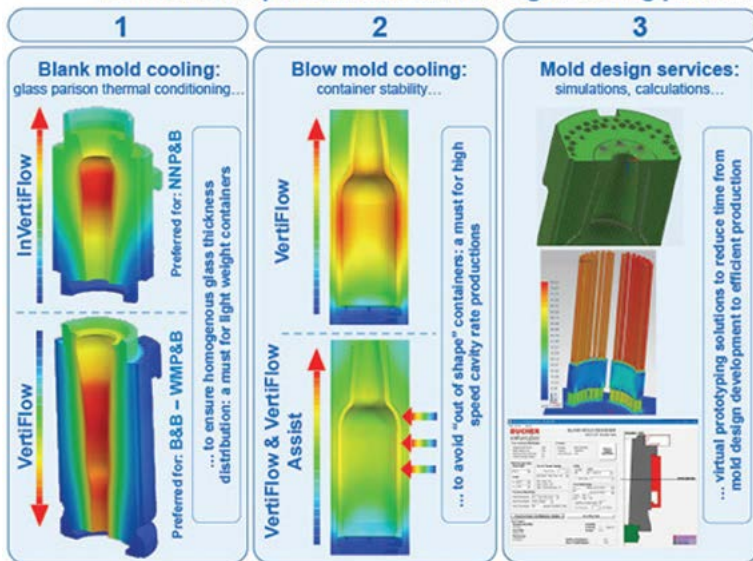 1
Blank mold cooling:
glass parison thermal conditioning…
InVertiFlow
Preferred for: NNP&B
VertiFlow
Preferred for: B&B – WMP&B
… to ensure homogenous glass thickness
distribution: a must for light weight containers
2
Blow mold cooling:
container stability…
VertiFlow
VertiFlow & VertiFlow
Assist
… to avoid "out of shape" containers: a must for high
speed cavity rate productions
3
Mold design services:
simulations, calculations…
BUCHER
… virtual prototyping solutions to reduce time from
mold design development to efficient production